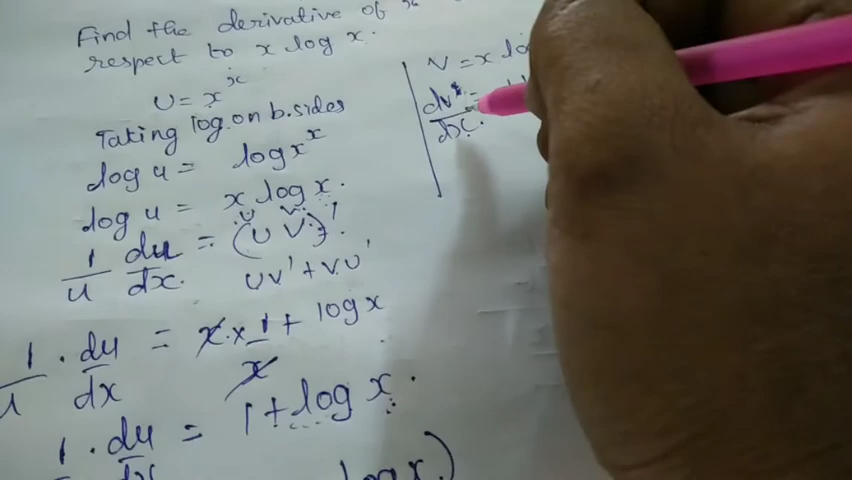 Find the derivative of
respect to x log x.
U = x^x
Taking log on b.sides
log u = log x^x
log u = x log x.
1/u du/dx = (U V)'
UV' + VU'
1/u . du/dx = x × 1/x + log x
1/u . du/dx = 1 + log x.
log x)
V = x
dv/dx =